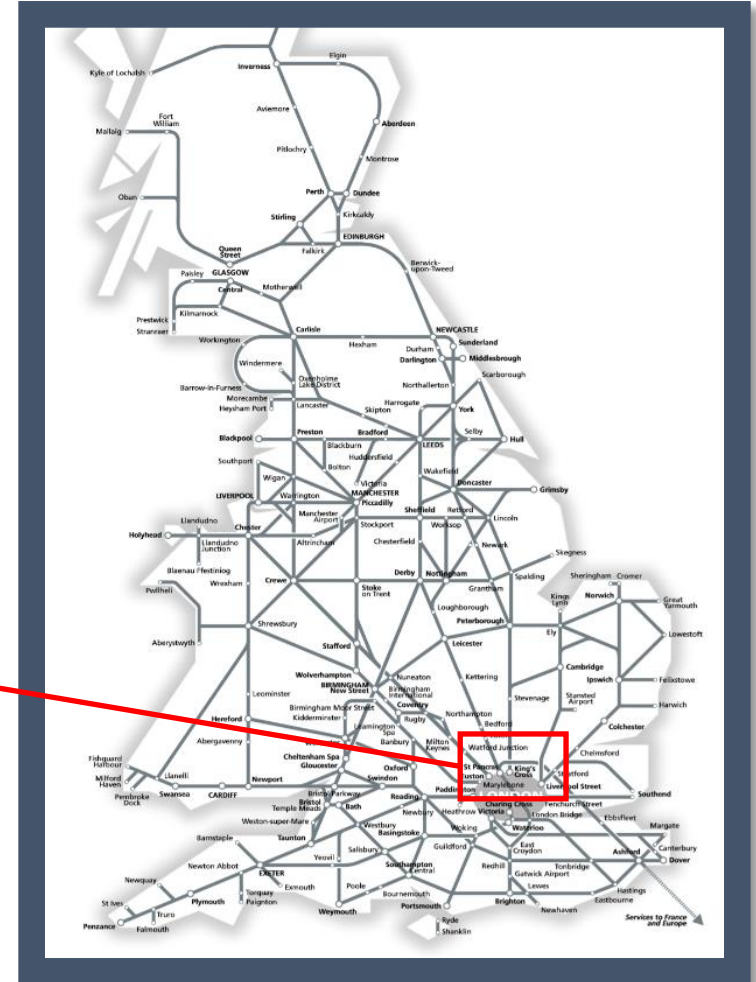 Elgin
Inverness
Kyle of Lochalsh
Aviemore
Fort
William
Mallaig
Aberdeen
Pitlochry
Montrose
Oban
Perth
Dundee
Stirling
Kirkcaldy
EDINBURGH
Queen
Street
Falkirk
Berwick-
upon-Tweed
Paisley
GLASGOW
Central
Motherwell
Prestwick
Kilmarnock
Stranraer
Carlisle
NEWCASTLE
Workington
Hexham
Sunderland
Durham
Darlington
Middlesbrough
Windermere
Scarborough
Oxenholme
Lake District
Barrow-in-Furness
Northallerton
Morecambe
Heysham Port
Lancaster
Harrogate
Skipton
York
Blackpool
Preston
Bradford
LEEDS
Selby
Hull
Blackburn
Huddersfield
Southport
Bolton
Wakefield
Wigan
Victoria
Doncaster
LIVERPOOL
Warrington
MANCHESTER
Piccadilly
Grimsby
Manchester
Airport
Sheffield
Retford
Llandudno
Stockport
Worksop
Lincoln
Holyhead
Chester
Llandudno
Junction
Altrincham
Chesterfield
Newark
Skegness
Blaenau Ffestiniog
Derby
Nottingham
Spalding
Sheringham
Cromer
Pwllheli
Wrexham
Crewe
Stoke
on Trent
Grantham
Kings
Lynn
Norwich
Great
Yarmouth
Loughborough
Shrewsbury
Peterborough
Ely
Lowestoft
Aberystwyth
Stafford
Leicester
Wolverhampton
Cambridge
Nuneaton
Kettering
BIRMINGHAM
New Street
Birmingham
International
Ipswich
Felixstowe
Leominster
Coventry
Stevenage
Stansted
Airport
Birmingham Moor Street
Harwich
Kidderminster
Rugby
Northampton
Hereford
Leamington
Spa
Bedford
Colchester
Abergavenny
Banbury
Milton
Keynes
Watford Junction
Chelmsford
Fishguard
Harbour
Cheltenham Spa
Gloucester
Oxford
St Pancras
King's
Cross
Euston
Stratford
Milford
Haven
Llanelli
Newport
Swindon
Marylebone
Liverpool Street
Pembroke
Dock
Swansea
CARDIFF
Bristol Parkway
Reading
Paddington
Southend
Bristol
Temple Meads
Bath
Charing Cross
Fenchurch Street
Newbury
Heathrow
Victoria
London Bridge
Ebbsfleet
Weston-super-Mare
Westbury
Waterloo
Margate
Barnstaple
Taunton
Basingstoke
Woking
East
Croydon
Canterbury
Salisbury
Guildford
Ashford
Newton Abbot
Yeovil
Redhill
Tonbridge
Dover
EXETER
Southampton
Central
Gatwick Airport
Newquay
Exmouth
Poole
Lewes
Hastings
St Ives
Plymouth
Torquay
Paignton
Bournemouth
Eastbourne
Truro
Weymouth
Portsmouth
Brighton
Newhaven
Penzance
Falmouth
Ryde
Shanklin
Services to France
and Europe